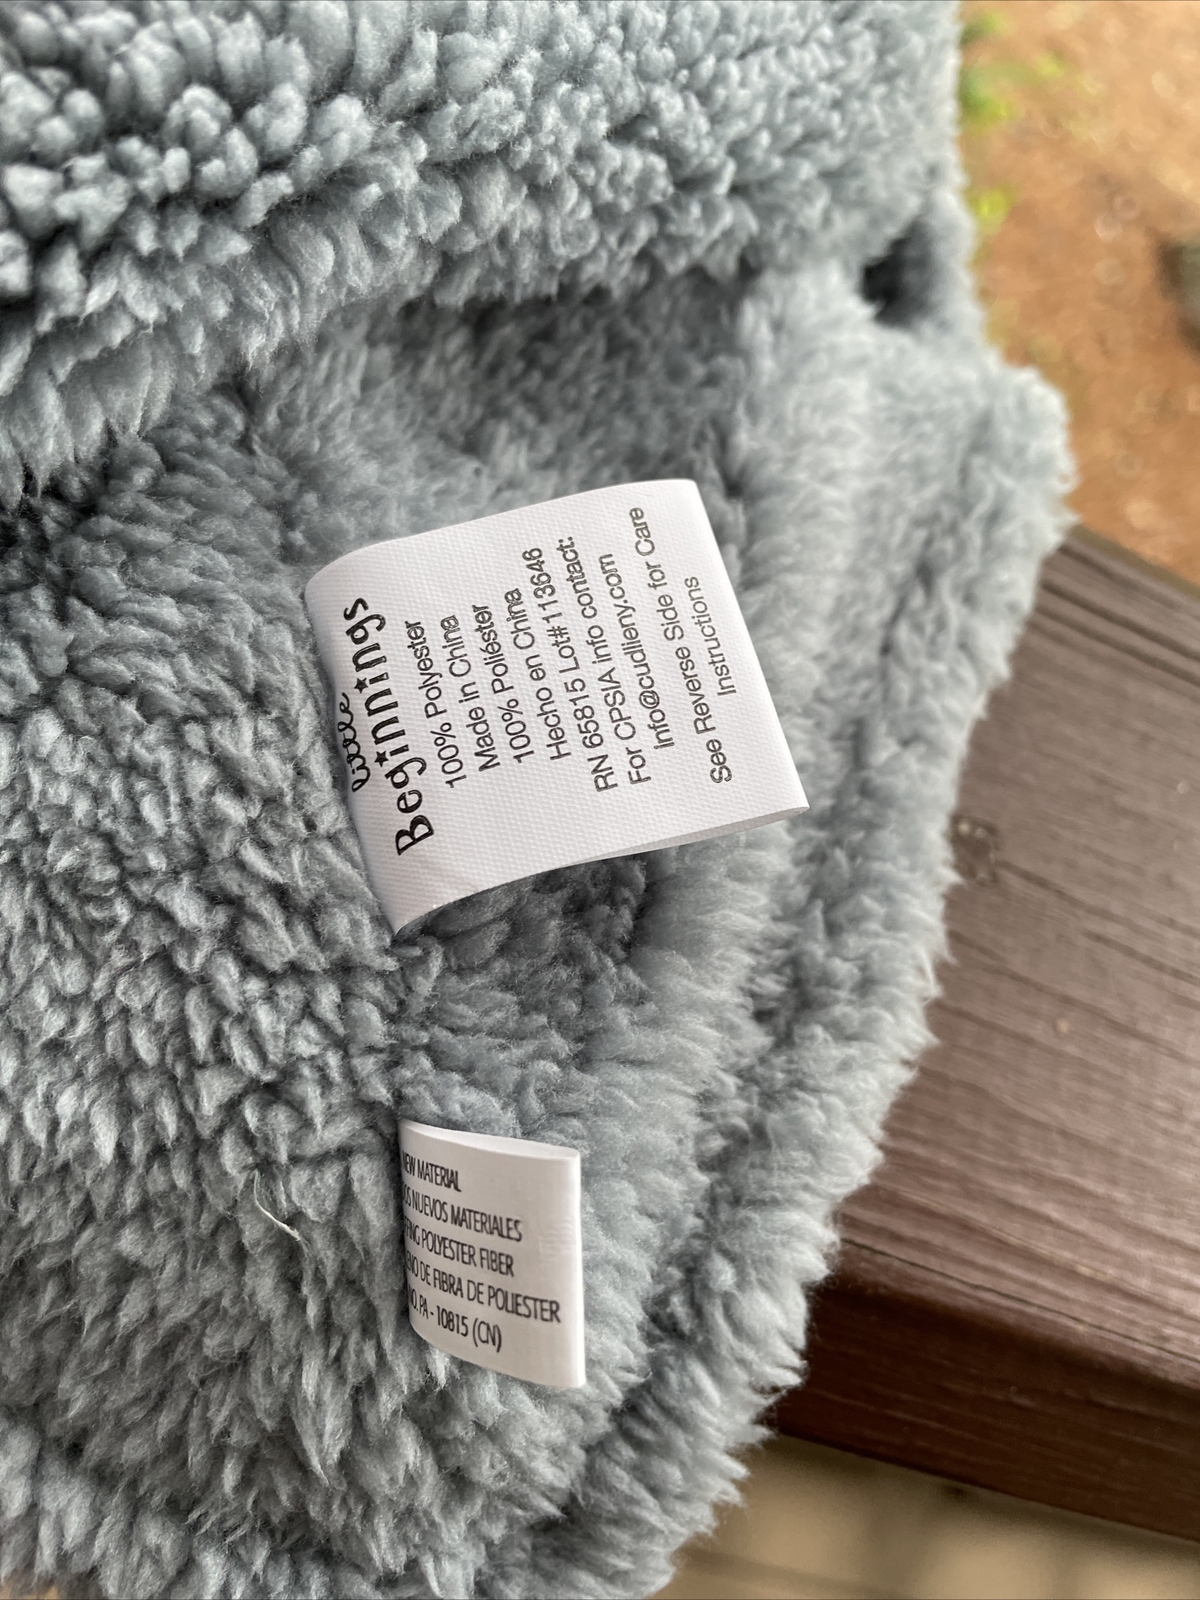 little
Beginnings
100% Polyester
Made in China
100% Poliéster
Hecho en China
RN 65815 Lot# 113646
For CPSIA info contact:
Info@cudlieny.com
See Reverse Side for Care
Instructions
NEW MATERIAL
NUEVOS MATERIALES
POLYESTER FIBER
DE FIBRA DE POLIESTER
NO. PA - 10815 (CN)